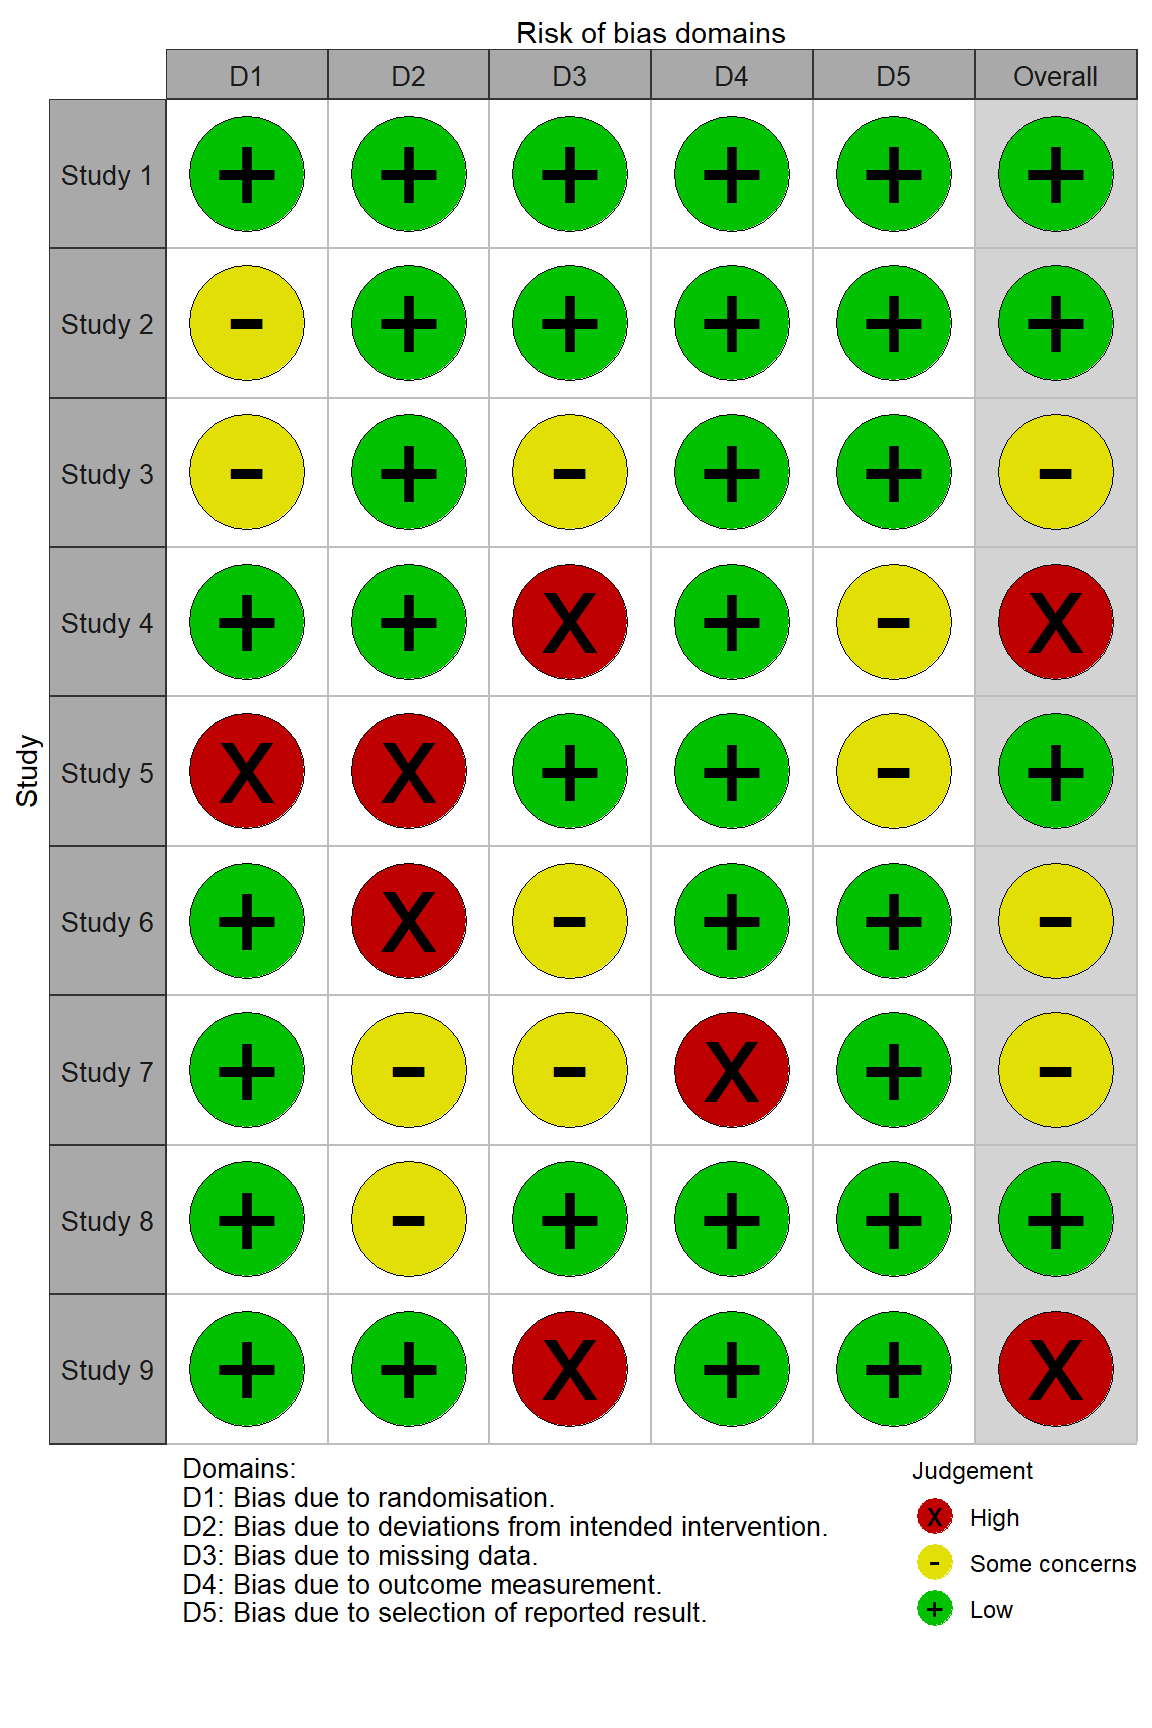 Risk of bias domains
D1 D2 D3 D4 D5 Overall
Study 1 + + + + + +
Study 2 - + + + + +
Study 3 - + - + + -
Study 4 + + X + - X
Study 5 X X + + - +
Study 6 + X - + + -
Study 7 + - - X + -
Study 8 + - + + + +
Study 9 + + X + + X
Study
Domains:
D1: Bias due to randomisation.
D2: Bias due to deviations from intended intervention.
D3: Bias due to missing data.
D4: Bias due to outcome measurement.
D5: Bias due to selection of reported result.
Judgement
X High
- Some concerns
+ Low